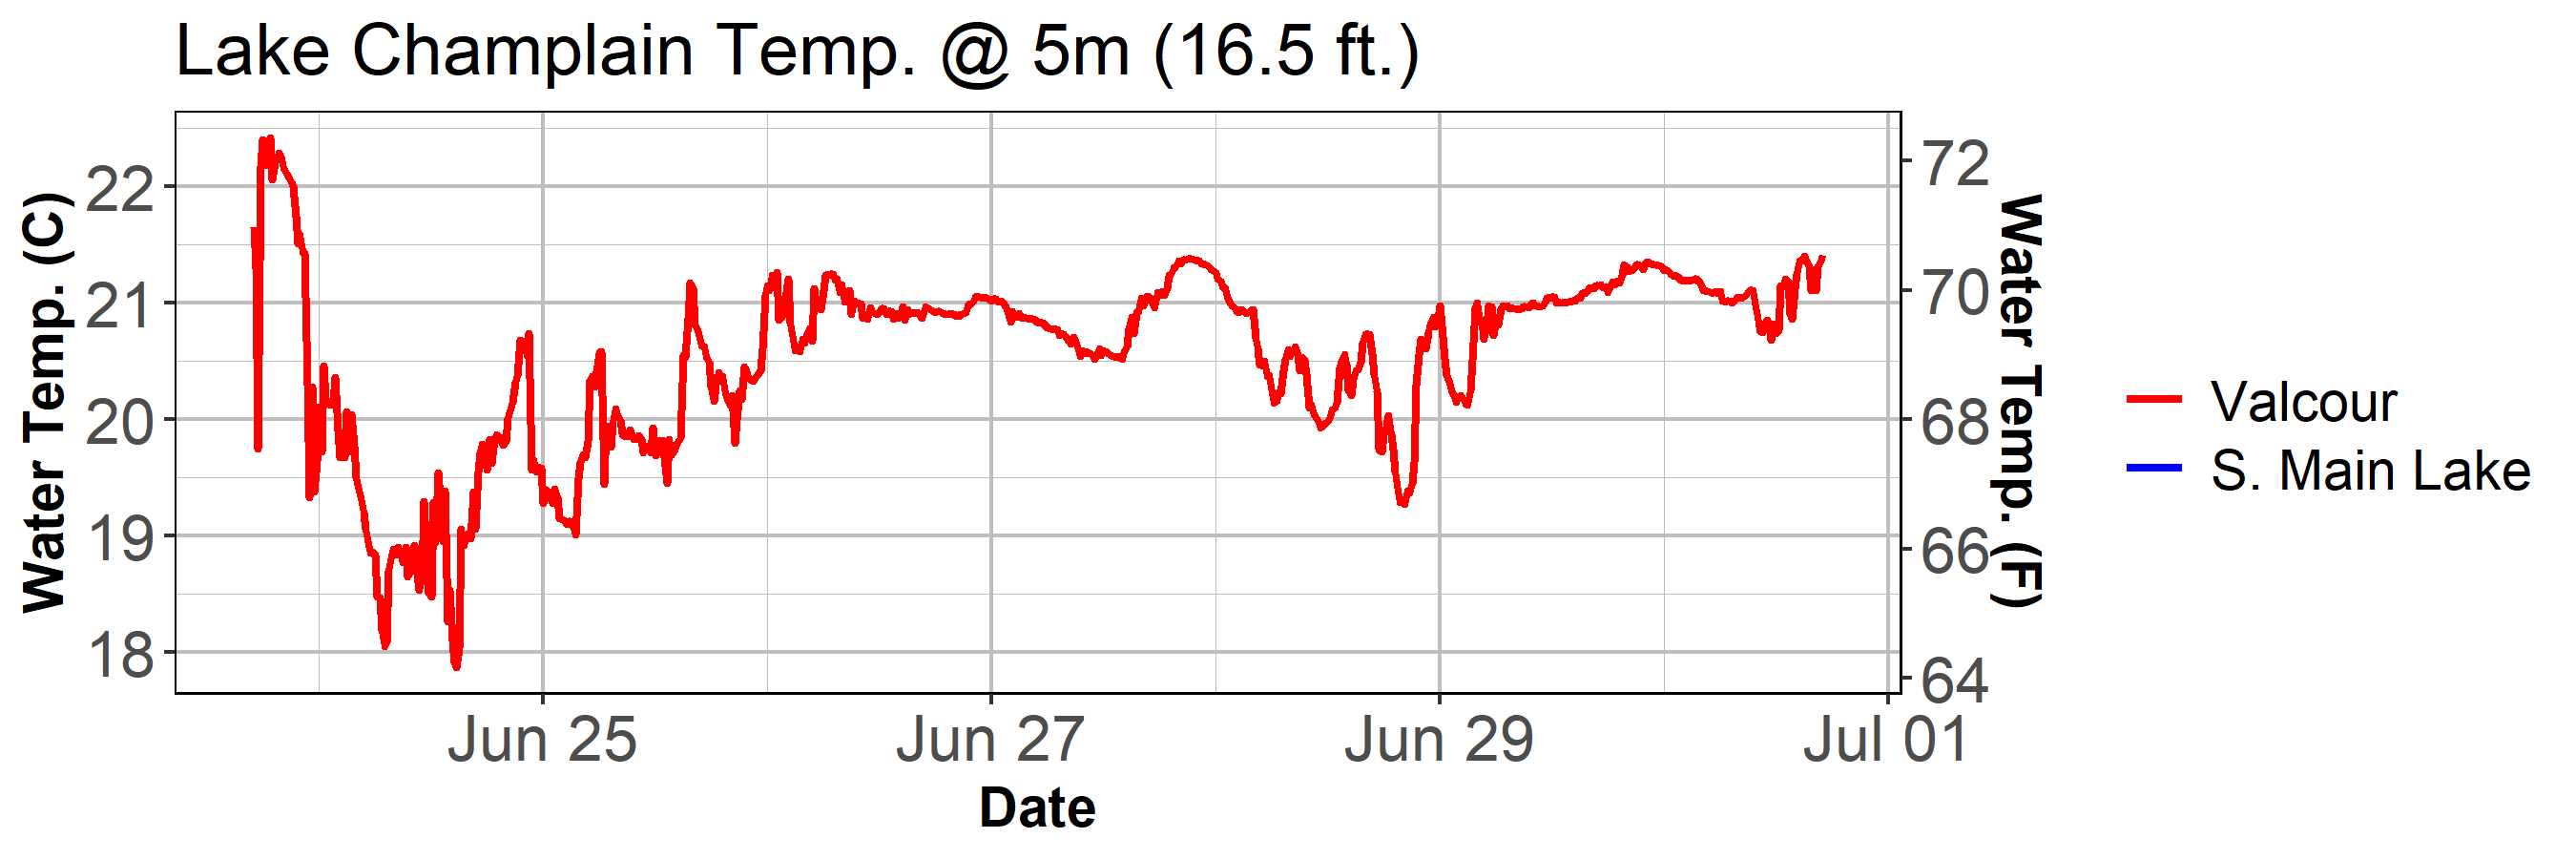 Lake Champlain Temp. @ 5m (16.5 ft.)
Water Temp. (C)
22
21
20
19
18
72
70
68
66
64
Water Temp. (F)
Jun 25
Jun 27
Jun 29
Jul 01
Date
Valcour
S. Main Lake